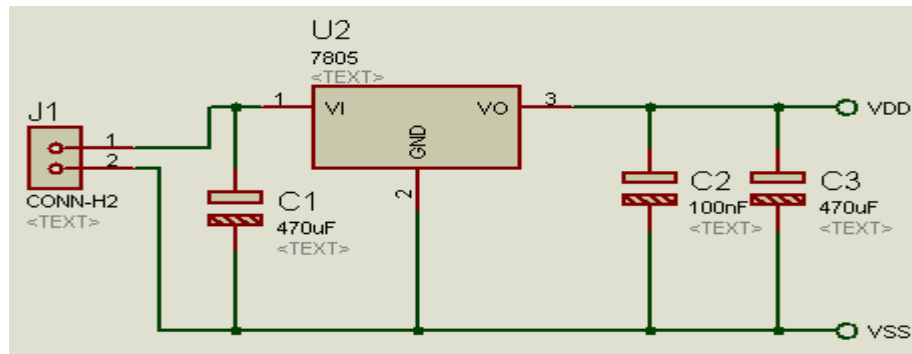 U2
7805
<TEXT>
1
VI
VO
3
GND
2
J1
1
2
CONN-H2
<TEXT>
C1
470uF
<TEXT>
C2
100nF
<TEXT>
C3
470uF
<TEXT>
VDD
VSS